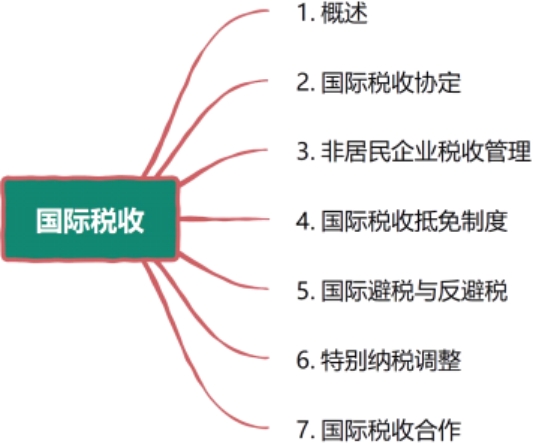 国际税收
1. 概述
2. 国际税收协定
3. 非居民企业税收管理
4. 国际税收抵免制度
5. 国际避税与反避税
6. 特别纳税调整
7. 国际税收合作